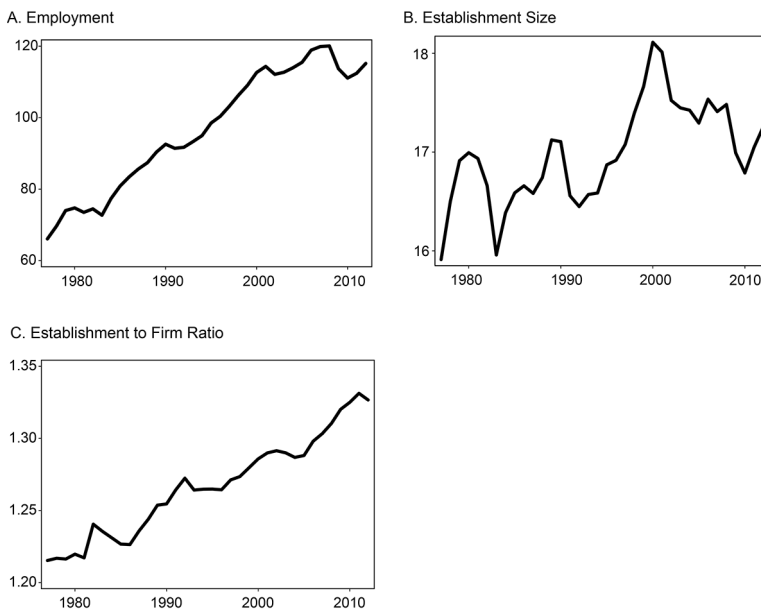 A. Employment
120
100
80
60
1980 1990 2000 2010
B. Establishment Size
18
17
16
1980 1990 2000 2010
C. Establishment to Firm Ratio
1.35
1.30
1.25
1.20
1980 1990 2000 2010